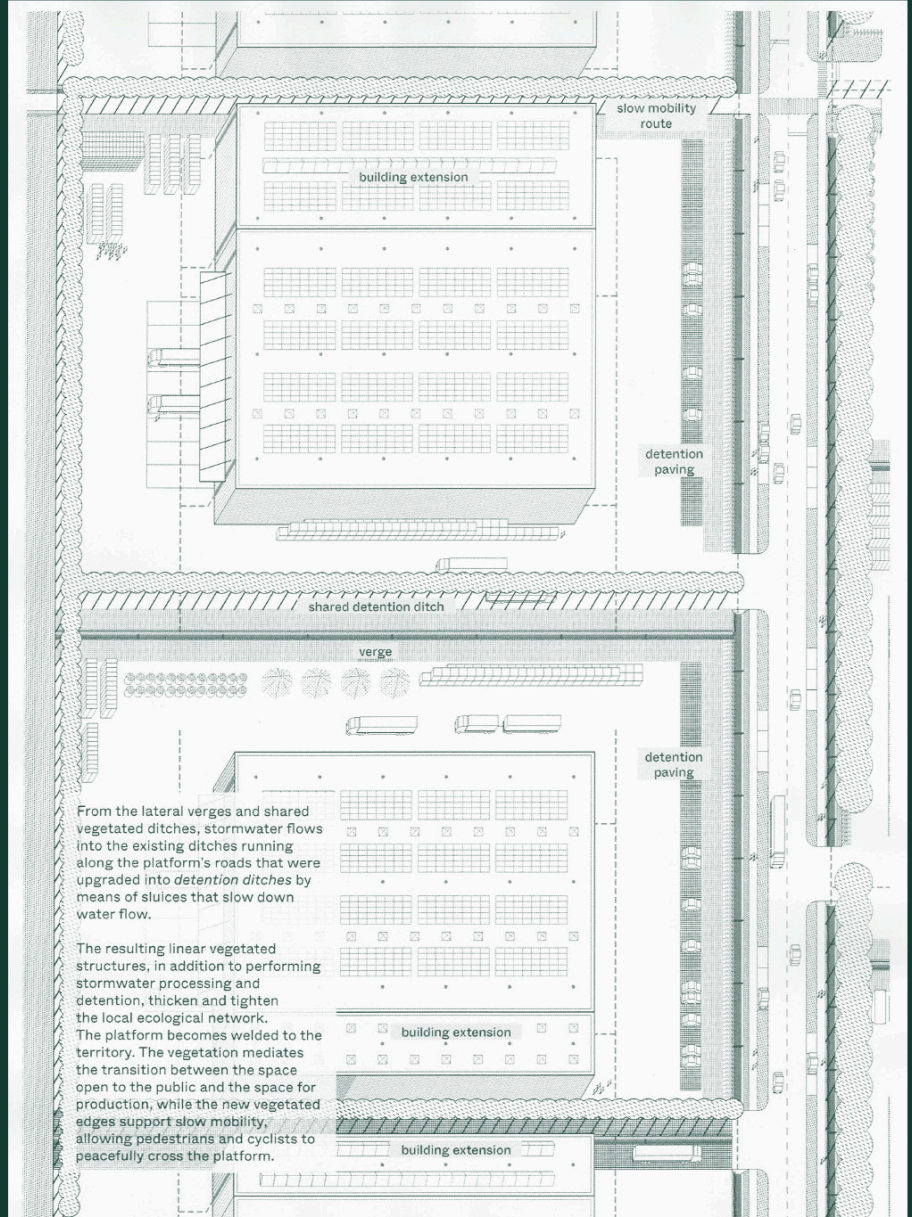 slow mobility
route
building extension
detention
paving
shared detention ditch
verge
detention
paving
From the lateral verges and shared
vegetated ditches, stormwater flows
into the existing ditches running
along the platform's roads that were
upgraded into detention ditches by
means of sluices that slow down
water flow.
The resulting linear vegetated
structures, in addition to performing
stormwater processing and
detention, thicken and tighten
the local ecological network.
The platform becomes welded to the
territory. The vegetation mediates
the transition between the space
open to the public and the space for
production, while the new vegetated
edges support slow mobility,
allowing pedestrians and cyclists to
peacefully cross the platform.
building extension
building extension